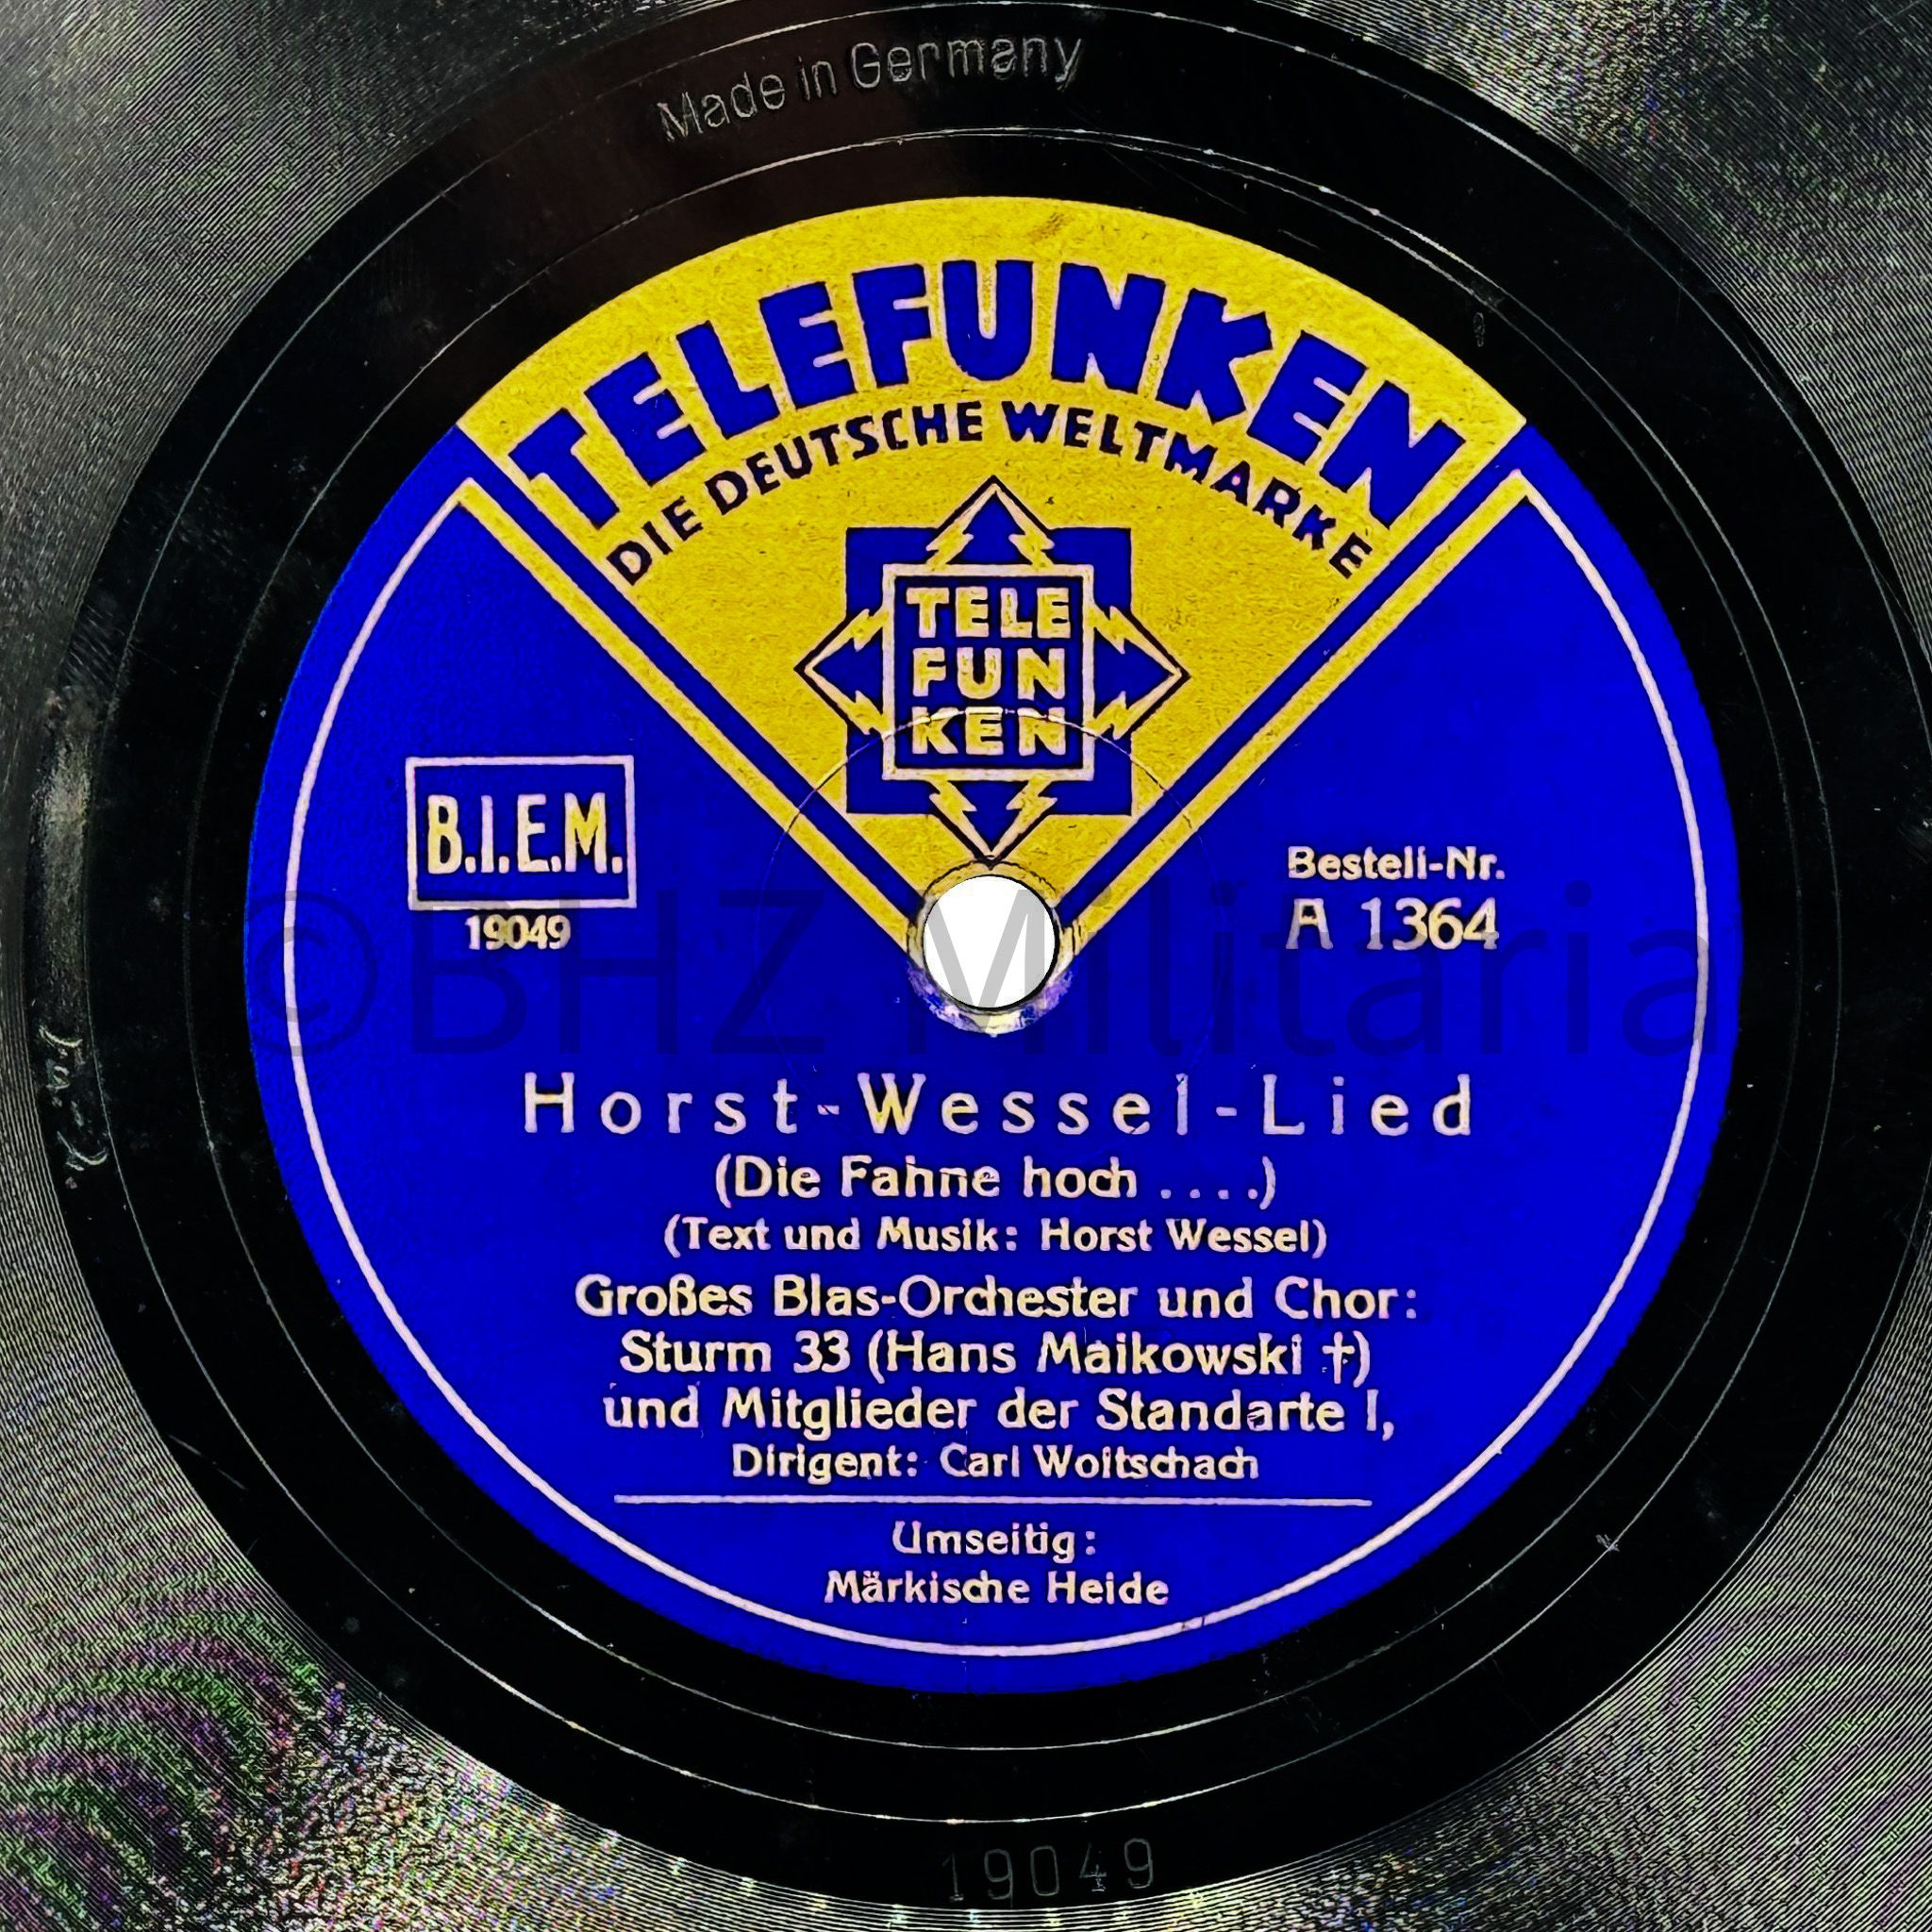 Made in Germany
TELEFUNKEN
DIE DEUTSCHE WELTMARKE
TELE
FUN
KEN
B.I.E.M.
19049
Bestell-Nr.
A 1364
©BHZ Militaria
Horst-Wessel-Lied
(Die Fahne hoch ....)
(Text und Musik: Horst Wessel)
Großes Blas-Orchester und Chor:
Sturm 33 (Hans Maikowski †)
und Mitglieder der Standarte I,
Dirigent: Carl Woitschach
Umseitig:
Märkische Heide
19049